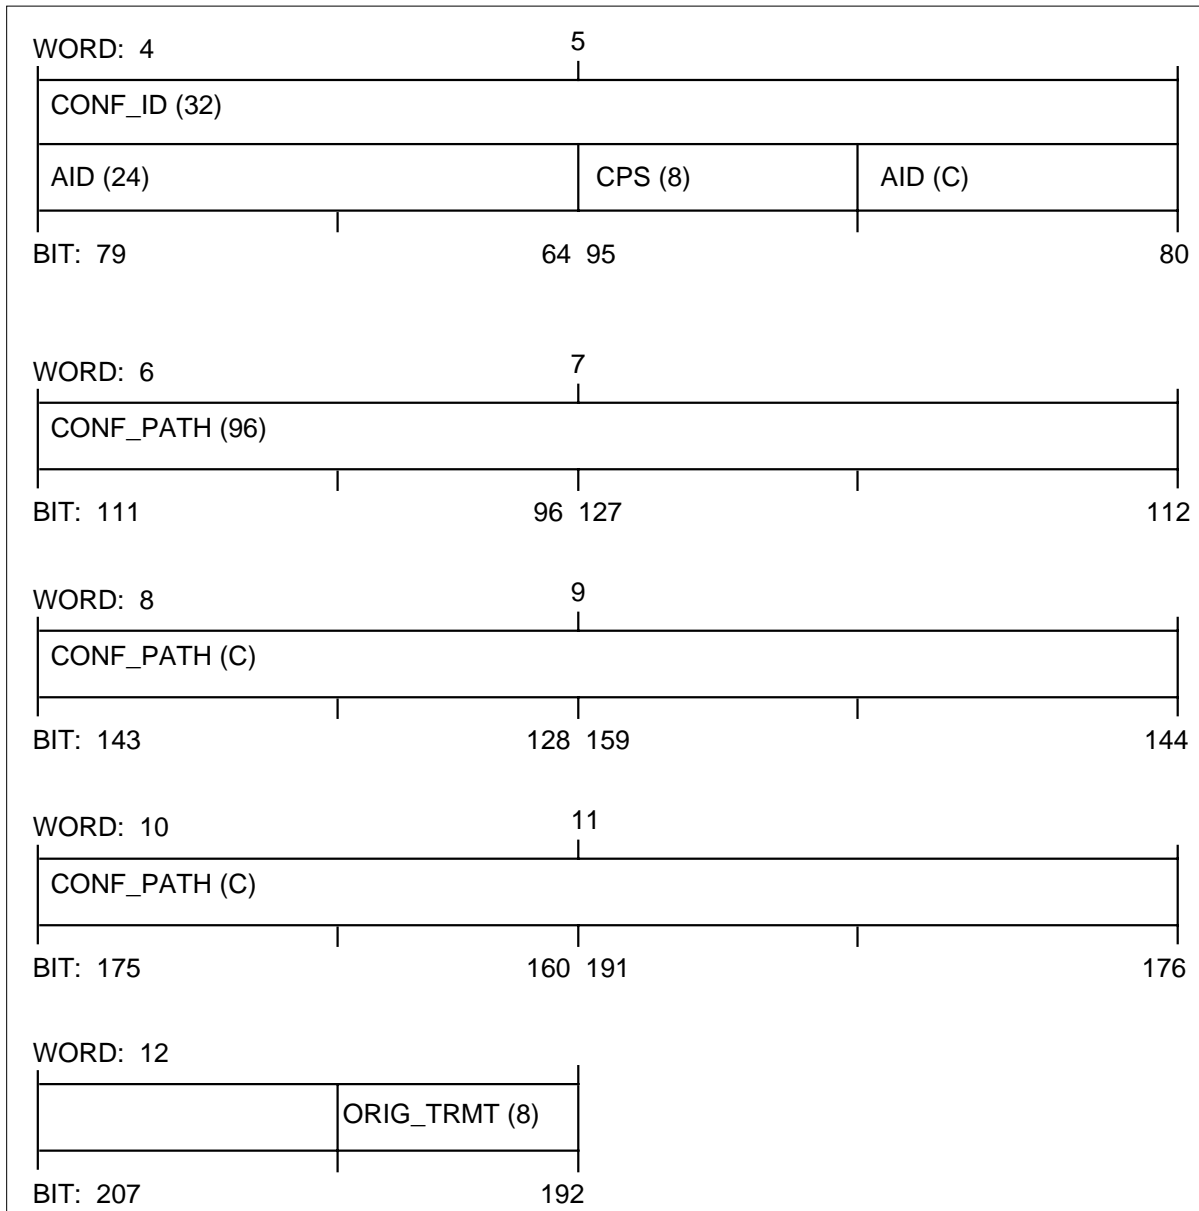 WORD: 4 5
CONF_ID (32)
AID (24) CPS (8) AID (C)
BIT: 79 64 95 80
WORD: 6 7
CONF_PATH (96)
BIT: 111 96 127 112
WORD: 8 9
CONF_PATH (C)
BIT: 143 128 159 144
WORD: 10 11
CONF_PATH (C)
BIT: 175 160 191 176
WORD: 12
ORIG_TRMT (8)
BIT: 207 192